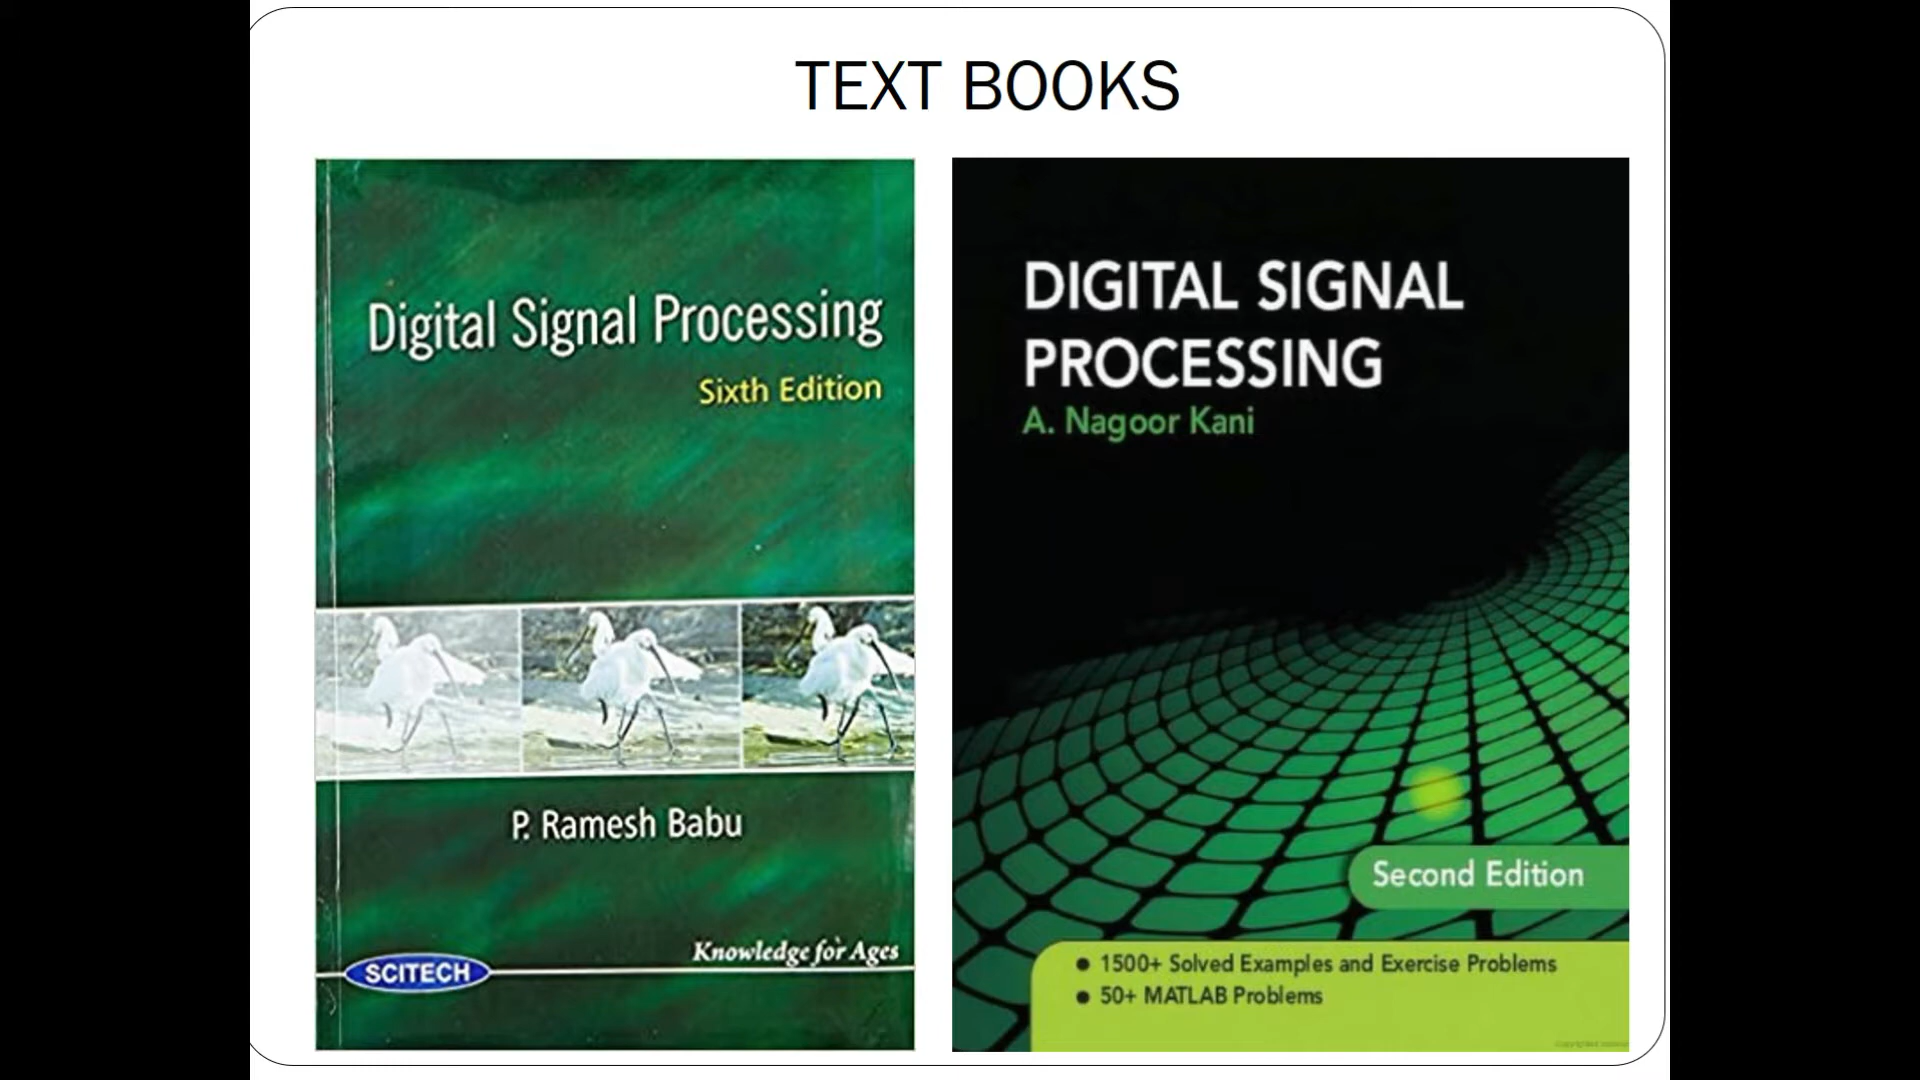 TEXT BOOKS
Digital Signal Processing
Sixth Edition
P. Ramesh Babu
Knowledge for Ages
SCITECH
DIGITAL SIGNAL
PROCESSING
A. Nagoor Kani
Second Edition
● 1500+ Solved Examples and Exercise Problems
● 50+ MATLAB Problems